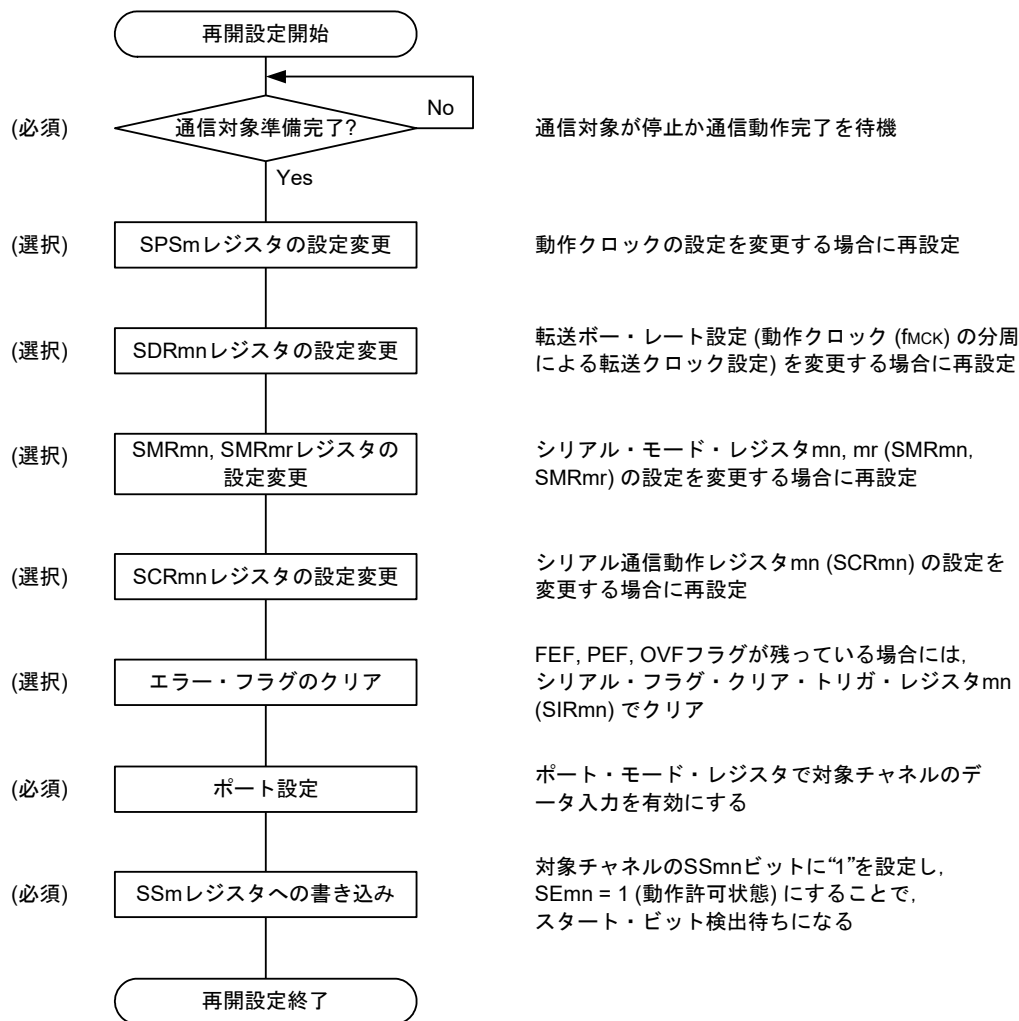 再開設定開始
No
(必須)
通信対象準備完了?
通信対象が停止か通信動作完了を待機
Yes
(選択)
SPSmレジスタの設定変更
動作クロックの設定を変更する場合に再設定
(選択)
SDRmnレジスタの設定変更
転送ボー・レート設定 (動作クロック (fMCK) の分周
による転送クロック設定) を変更する場合に再設定
(選択)
SMRmn, SMRmrレジスタの
設定変更
シリアル・モード・レジスタmn, mr (SMRmn,
SMRmr) の設定を変更する場合に再設定
(選択)
SCRmnレジスタの設定変更
シリアル通信動作レジスタmn (SCRmn) の設定を
変更する場合に再設定
(選択)
エラー・フラグのクリア
FEF, PEF, OVFフラグが残っている場合には,
シリアル・フラグ・クリア・トリガ・レジスタmn
(SIRmn) でクリア
(必須)
ポート設定
ポート・モード・レジスタで対象チャネルのデ
ータ入力を有効にする
(必須)
SSmレジスタへの書き込み
対象チャネルのSSmnビットに“1”を設定し,
SEmn = 1 (動作許可状態) にすることで,
スタート・ビット検出待ちになる
再開設定終了